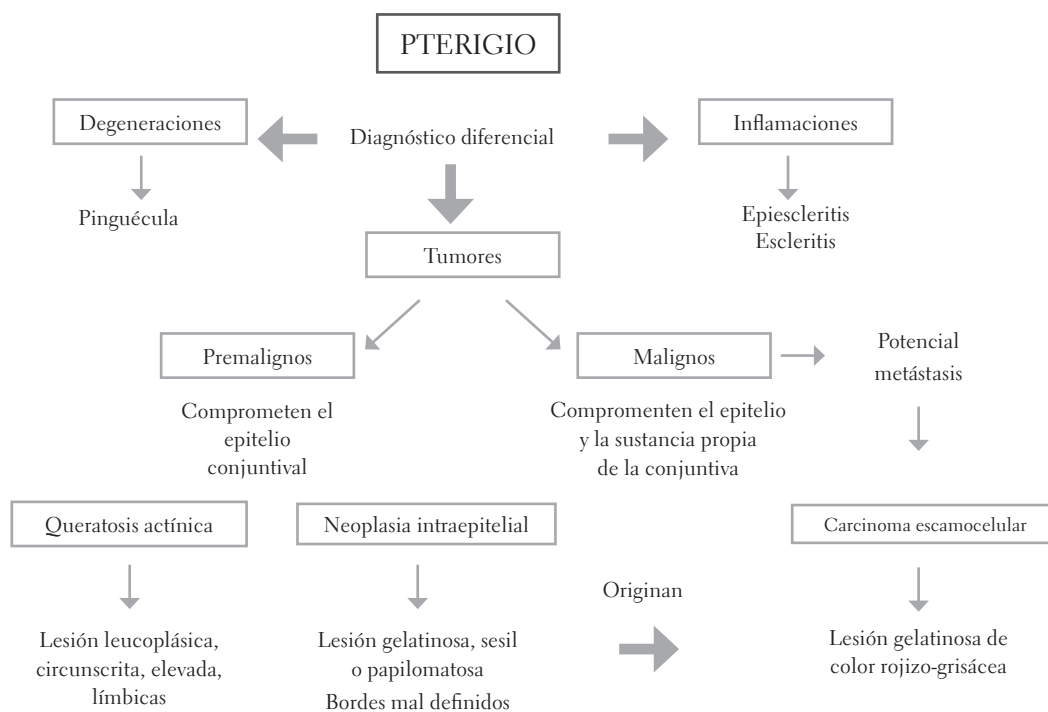 PTERIGIO
Degeneraciones
Diagnóstico diferencial
Inflamaciones
Pinguécula
Epiescleritis
Escleritis
Tumores
Premalignos
Malignos
Potencial
metástasis
Comprometen el
epitelio
conjuntival
Compromenten el epitelio
y la sustancia propia
de la conjuntiva
Queratosis actínica
Neoplasia intraepitelial
Carcinoma escamocelular
Originan
Lesión leucoplásica,
circunscrita, elevada,
límbicas
Lesión gelatinosa, sesil
o papilomatosa
Bordes mal definidos
Lesión gelatinosa de
color rojizo-grisácea